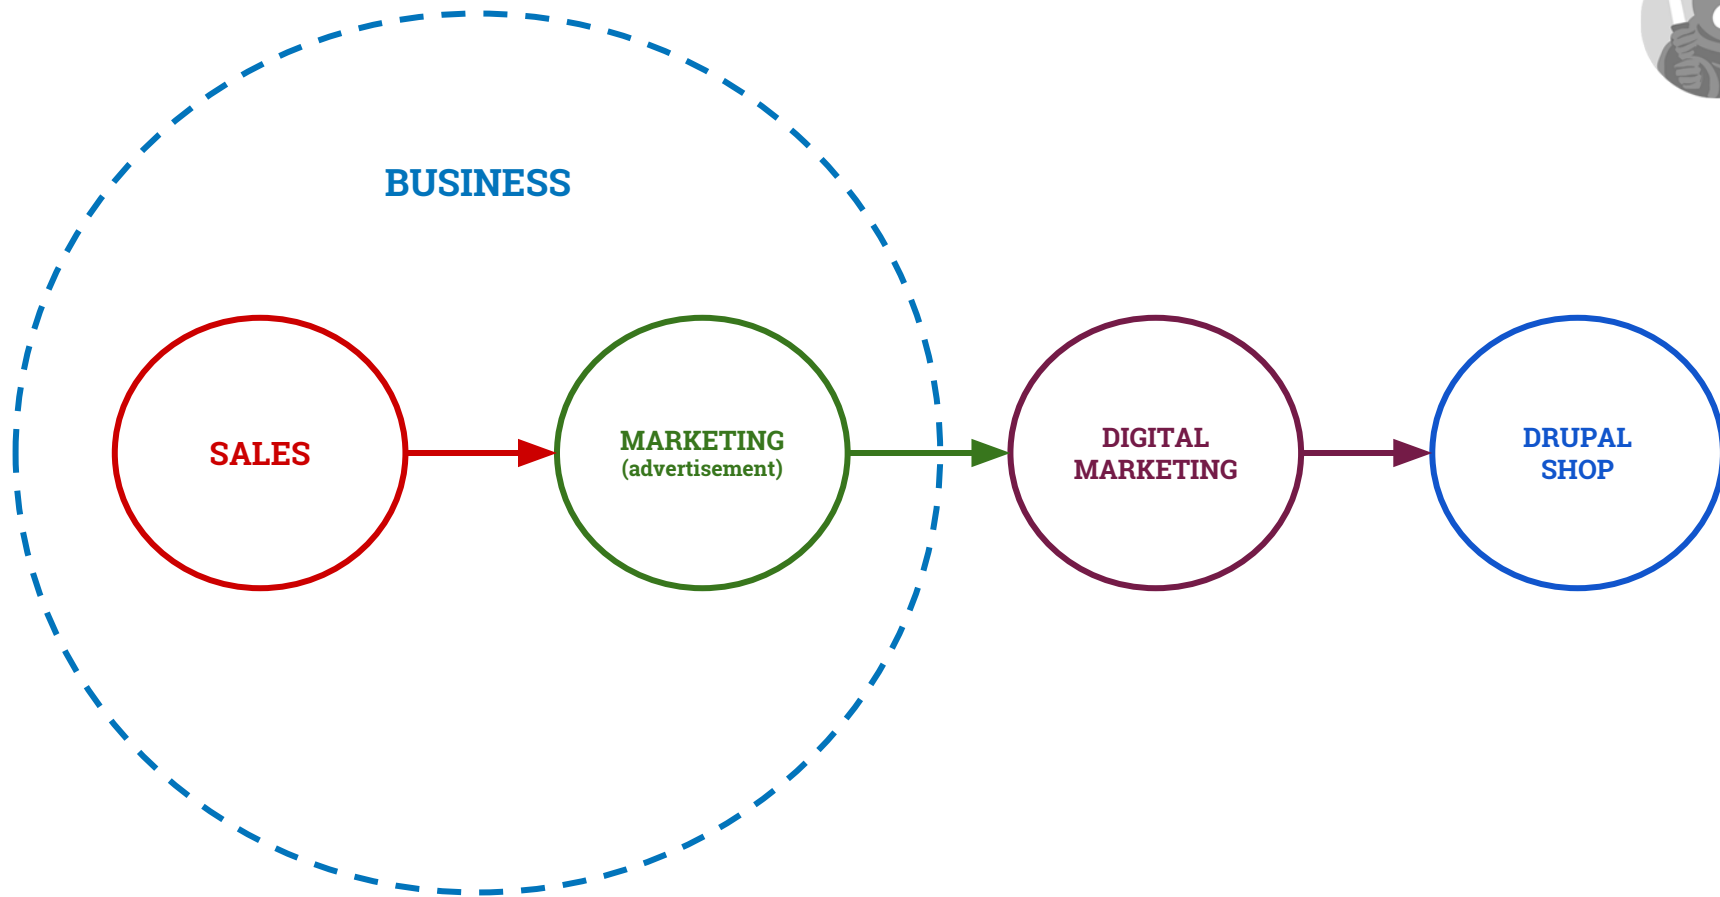 BUSINESS
SALES
MARKETING
(advertisement)
DIGITAL
MARKETING
DRUPAL
SHOP